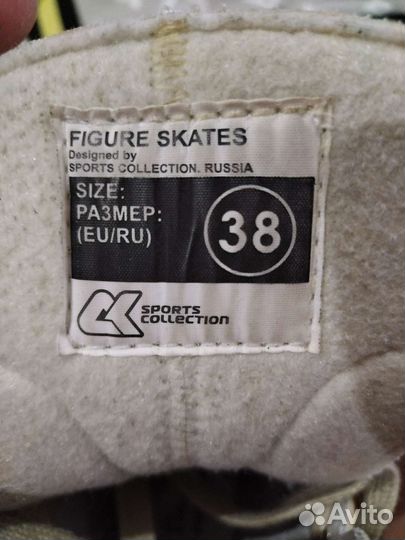 FIGURE SKATES
Designed by
SPORTS COLLECTION. RUSSIA
SIZE:
РАЗМЕР:
(EU/RU)
38
SPORTS
COLLECTION
Avito